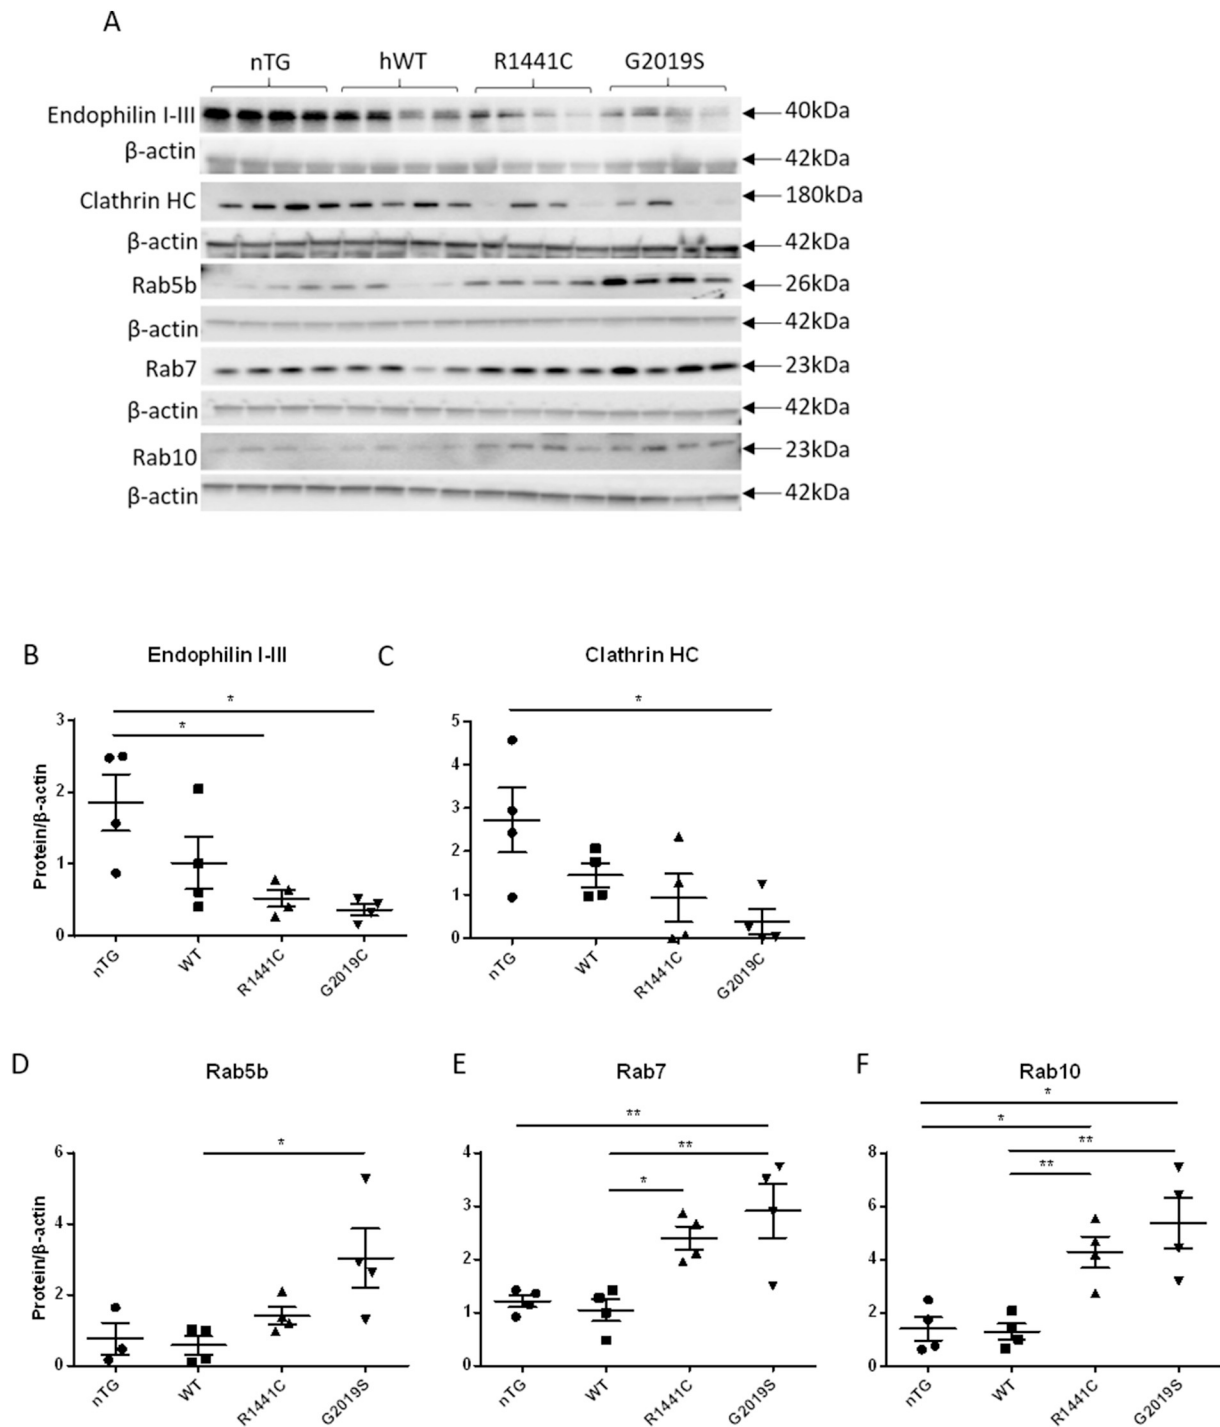 A
nTG hWT R1441C G2019S
Endophilin I-III 40kDa
β-actin 42kDa
Clathrin HC 180kDa
β-actin 42kDa
Rab5b 26kDa
β-actin 42kDa
Rab7 23kDa
β-actin 42kDa
Rab10 23kDa
β-actin 42kDa
B Endophilin I-III
*
*
Protein/β-actin
3
2
1
0
nTG WT R1441C G2019C
C Clathrin HC
*
5
4
3
2
1
0
nTG WT R1441C G2019C
D Rab5b
*
Protein/β-actin
6
4
2
0
nTG WT R1441C G2019S
E Rab7
**
**
*
4
3
2
1
0
nTG WT R1441C G2019S
F Rab10
*
*
**
**
8
6
4
2
0
nTG WT R1441C G2019S